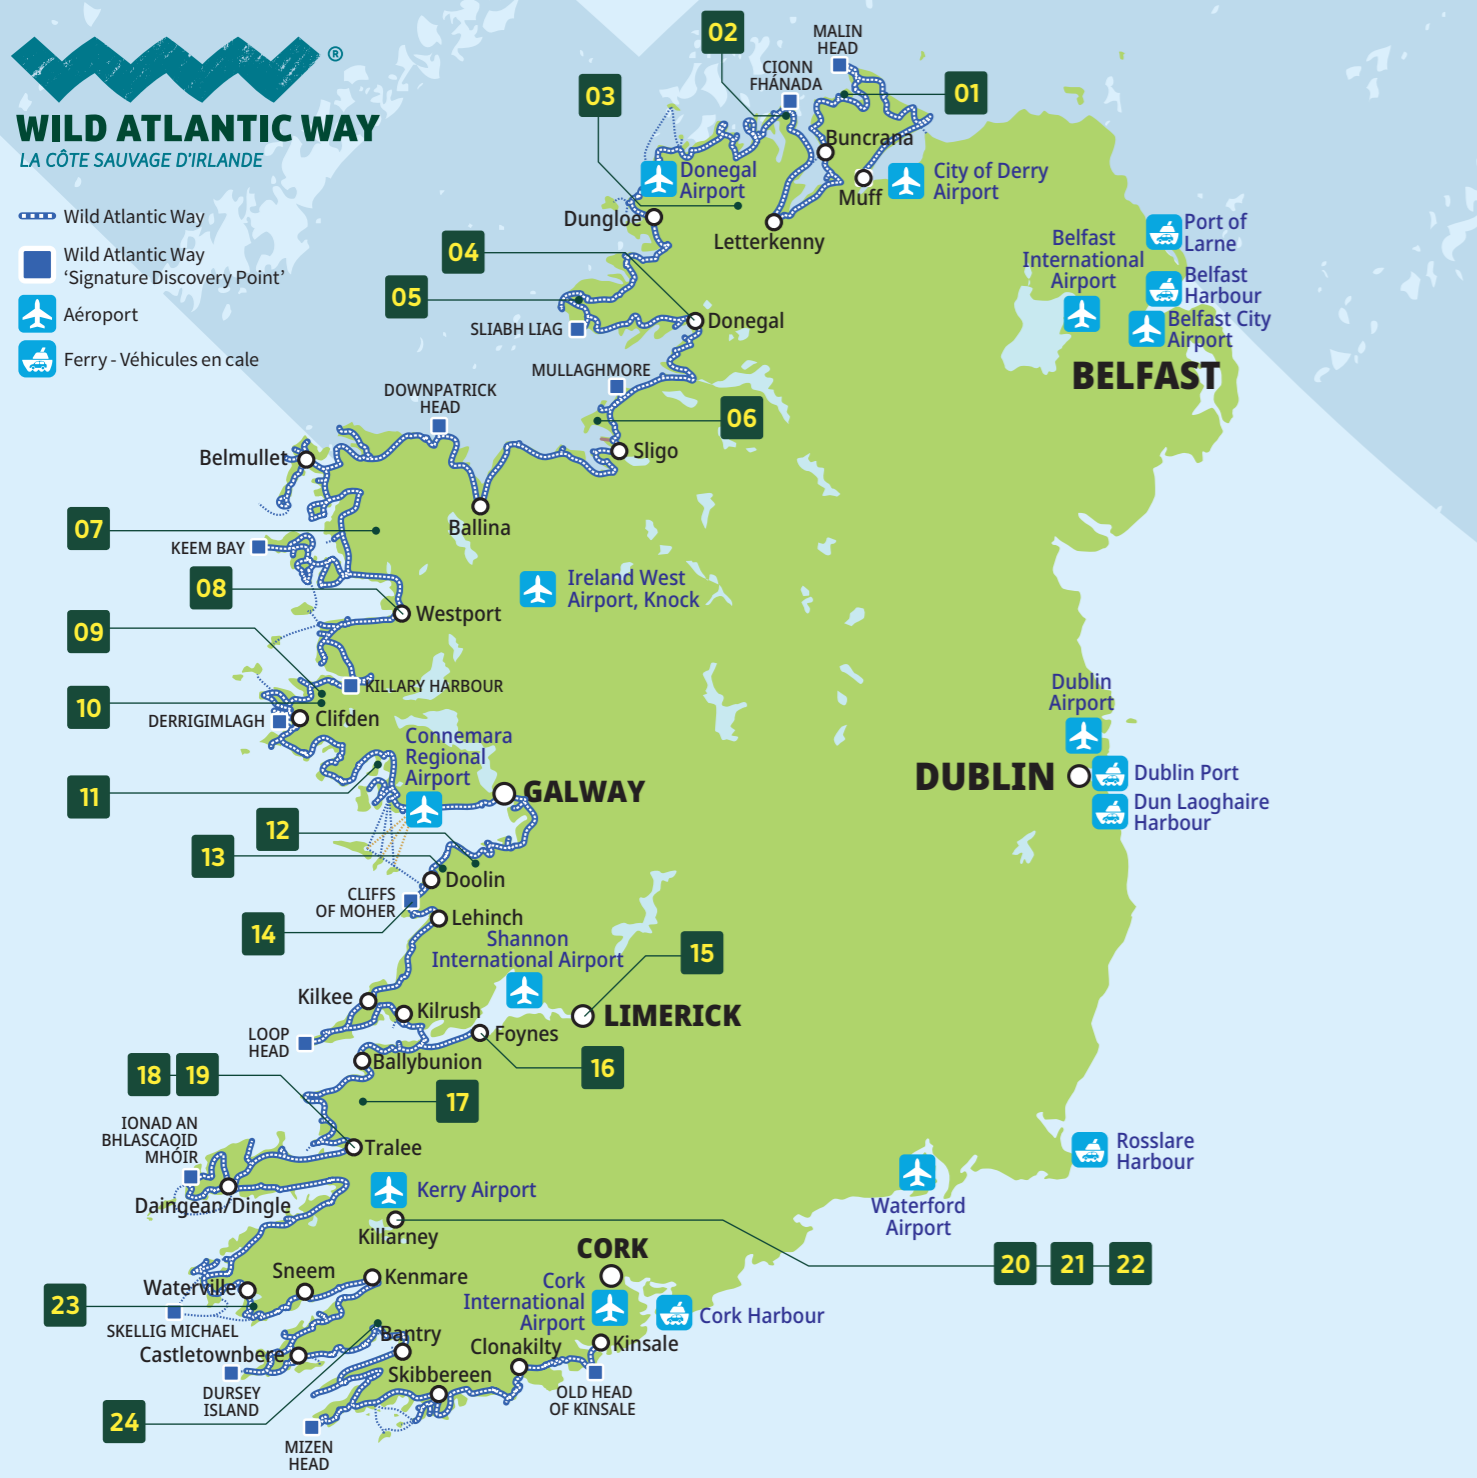 WILD ATLANTIC WAY
®
LA CÔTE SAUVAGE D'IRLANDE
Wild Atlantic Way
Wild Atlantic Way
‘Signature Discovery Point’
Aéroport
Ferry - Véhicules en cale
02
MALIN
HEAD
CIONN
FHÁNADA
03
01
Buncrana
Donegal
Airport
City of Derry
Airport
Muff
Dungloe
Letterkenny
Port of
Larne
Belfast
International
Airport
04
Belfast
Harbour
05
Belfast City
Airport
SLIABH LIAG
Donegal
BELFAST
MULLAGHMORE
DOWNPATRICK
HEAD
06
Sligo
Belmullet
07
Ballina
KEEM BAY
08
Ireland West
Airport, Knock
Westport
09
KILLARY HARBOUR
Dublin
Airport
10
DERRIGIMLAGH
Clifden
Connemara
Regional
Airport
DUBLIN
Dublin Port
11
GALWAY
Dun Laoghaire
Harbour
12
13
Doolin
CLIFFS
OF MOHER
Lehinch
14
Shannon
International Airport
15
Kilkee
Kilrush
LIMERICK
LOOP
HEAD
Foynes
Ballybunion
16
18
19
17
IONAD AN
BHLASCAOID
MHÓIR
Tralee
Rosslare
Harbour
Daingean/Dingle
Kerry Airport
Waterford
Airport
Killarney
CORK
20
21
22
Sneem
Kenmare
Waterville
Cork
International
Airport
23
Cork Harbour
SKELLIG MICHAEL
Bantry
Kinsale
Castletownbere
Clonakilty
Skibbereen
DURSEY
ISLAND
OLD HEAD
OF KINSALE
24
MIZEN
HEAD